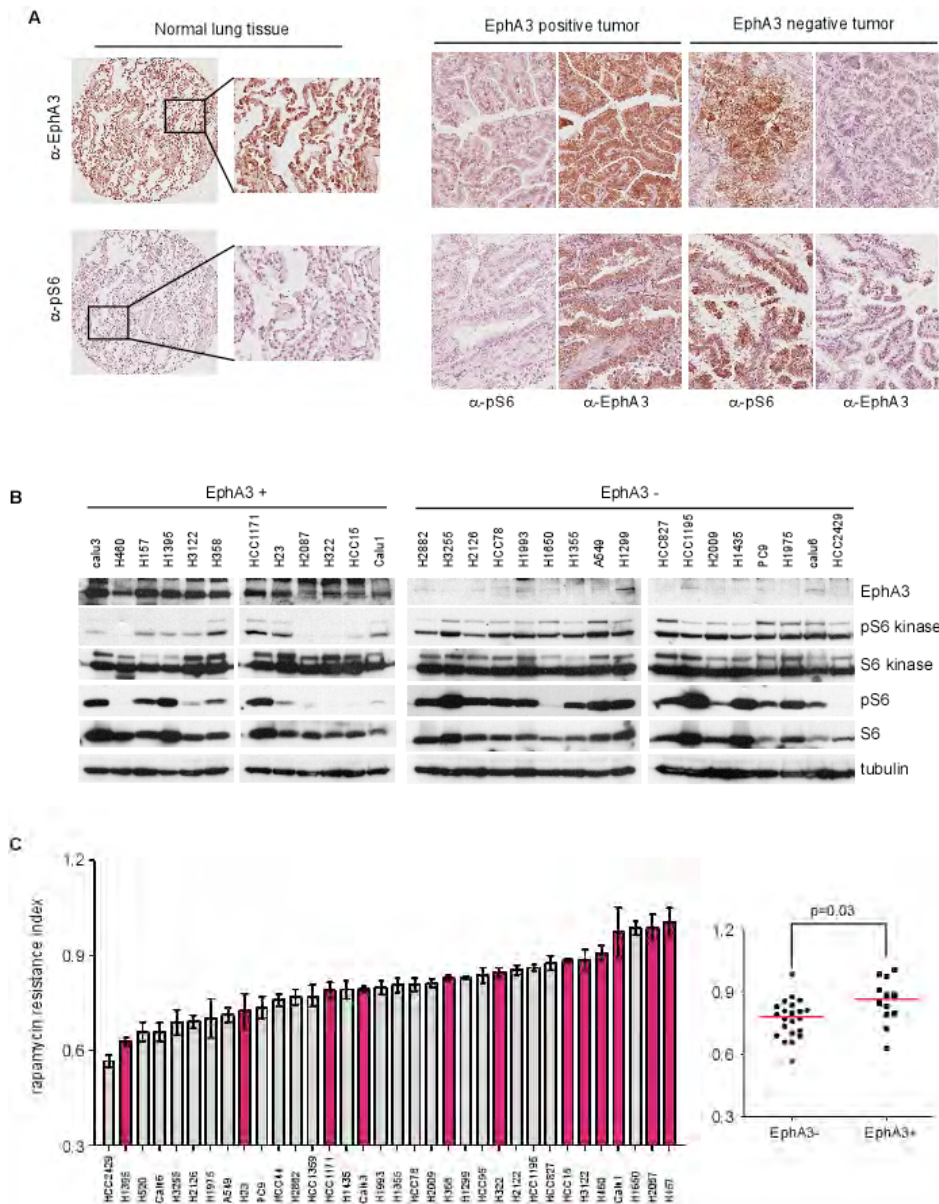 A
Normal lung tissue
EphA3 positive tumor
EphA3 negative tumor
α-EphA3
α-pS6
α-pS6
α-EphA3
α-pS6
α-EphA3
B
EphA3 +
EphA3 -
calu3 H460 H157 H1395 H3122 H358 HCC1171 H23 H2087 H322 HCC15 Calu1 H2882 H3255 H2126 HCC78 H1993 H1650 H1355 A549 H1299 HCC827 HCC1195 H2009 H1435 PC9 H1975 calu6 HCC2429
EphA3
pS6 kinase
S6 kinase
pS6
S6
tubulin
C
rapamycin resistance index
1.2
0.9
0.6
0.3
HCC2429 H1395 H520 Calu6 H3255 H2126 H1975 A549 H23 PC9 HCC44 H2882 HCC1359 HCC1171 H1435 Calu3 H1993 H1355 HCC78 H2009 H358 H1299 HCC95 H322 H2122 HCC1195 HCC827 HCC15 H3122 H460 Calu1 H1650 H2087 H157
p=0.03
1.2
0.9
0.6
0.3
EphA3-
EphA3+